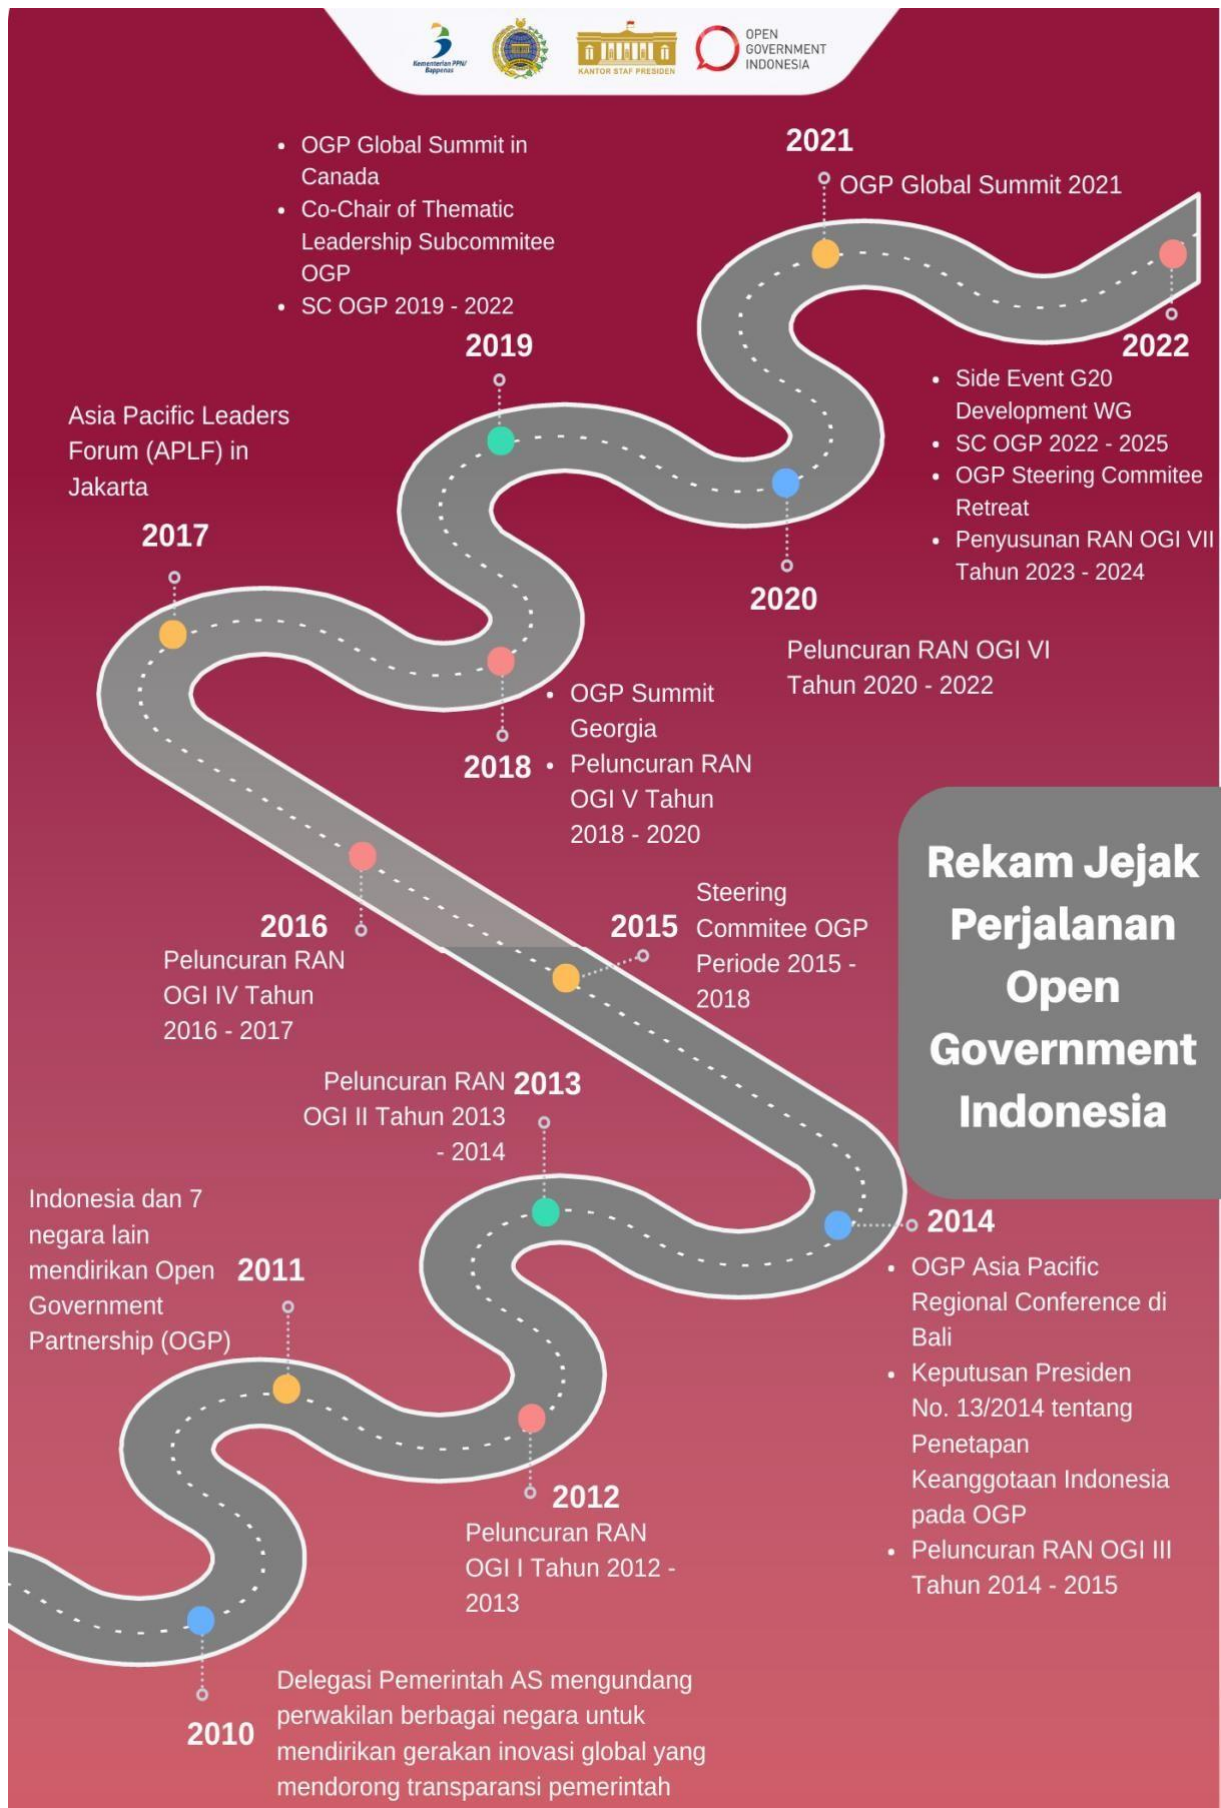 Kementerian PPN/
Bappenas
KANTOR STAF PRESIDEN
OPEN
GOVERNMENT
INDONESIA
• OGP Global Summit in
Canada
• Co-Chair of Thematic
Leadership Subcommitee
OGP
• SC OGP 2019 - 2022
2019
2021
OGP Global Summit 2021
2022
• Side Event G20
Development WG
• SC OGP 2022 - 2025
• OGP Steering Commitee
Retreat
• Penyusunan RAN OGI VII
Tahun 2023 - 2024
Asia Pacific Leaders
Forum (APLF) in
Jakarta
2017
2020
Peluncuran RAN OGI VI
Tahun 2020 - 2022
2018
• OGP Summit
Georgia
• Peluncuran RAN
OGI V Tahun
2018 - 2020
Rekam Jejak
Perjalanan
Open
Government
Indonesia
2016
Peluncuran RAN
OGI IV Tahun
2016 - 2017
2015
Steering
Commitee OGP
Periode 2015 -
2018
Peluncuran RAN
OGI II Tahun 2013
- 2014
2013
Indonesia dan 7
negara lain
mendirikan Open
Government
Partnership (OGP)
2011
2014
• OGP Asia Pacific
Regional Conference di
Bali
• Keputusan Presiden
No. 13/2014 tentang
Penetapan
Keanggotaan Indonesia
pada OGP
• Peluncuran RAN OGI III
Tahun 2014 - 2015
2012
Peluncuran RAN
OGI I Tahun 2012 -
2013
2010
Delegasi Pemerintah AS mengundang
perwakilan berbagai negara untuk
mendirikan gerakan inovasi global yang
mendorong transparansi pemerintah